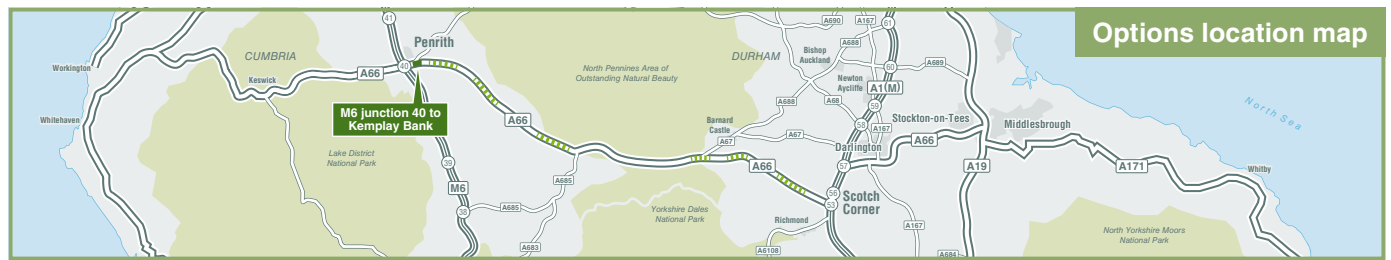 Options location map
41
CUMBRIA
Penrith
40
A66
Workington
Keswick
M6 junction 40 to
Kemplay Bank
Whitehaven
Lake District
National Park
39
M6
38
A685
A685
A683
A66
North Pennines Area of
Outstanding Natural Beauty
DURHAM
A690
A167
61
A688
Bishop
Auckland
60
A689
Newton
Aycliffe
A1(M)
A688
A68
59
Barnard
Castle
58
A167
Stockton-on-Tees
Middlesbrough
A67
A67
Darlington
A66
A66
57
A19
A171
Whitby
North Sea
56
53
Scotch
Corner
Yorkshire Dales
National Park
Richmond
A6108
A167
A684
North Yorkshire Moors
National Park